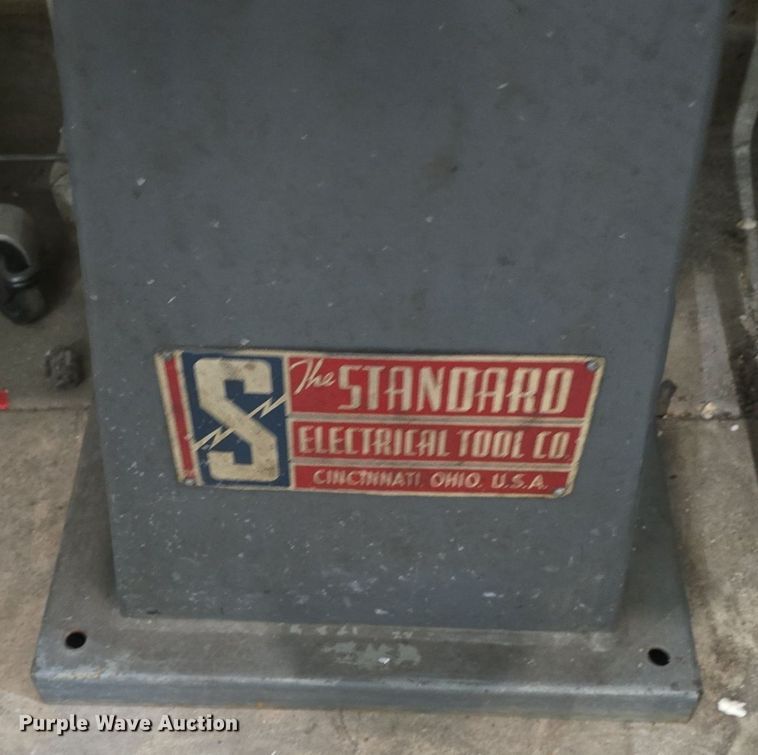 S
The STANDARD
ELECTRICAL TOOL CO.
CINCINNATI, OHIO, U.S.A.
Purple Wave Auction